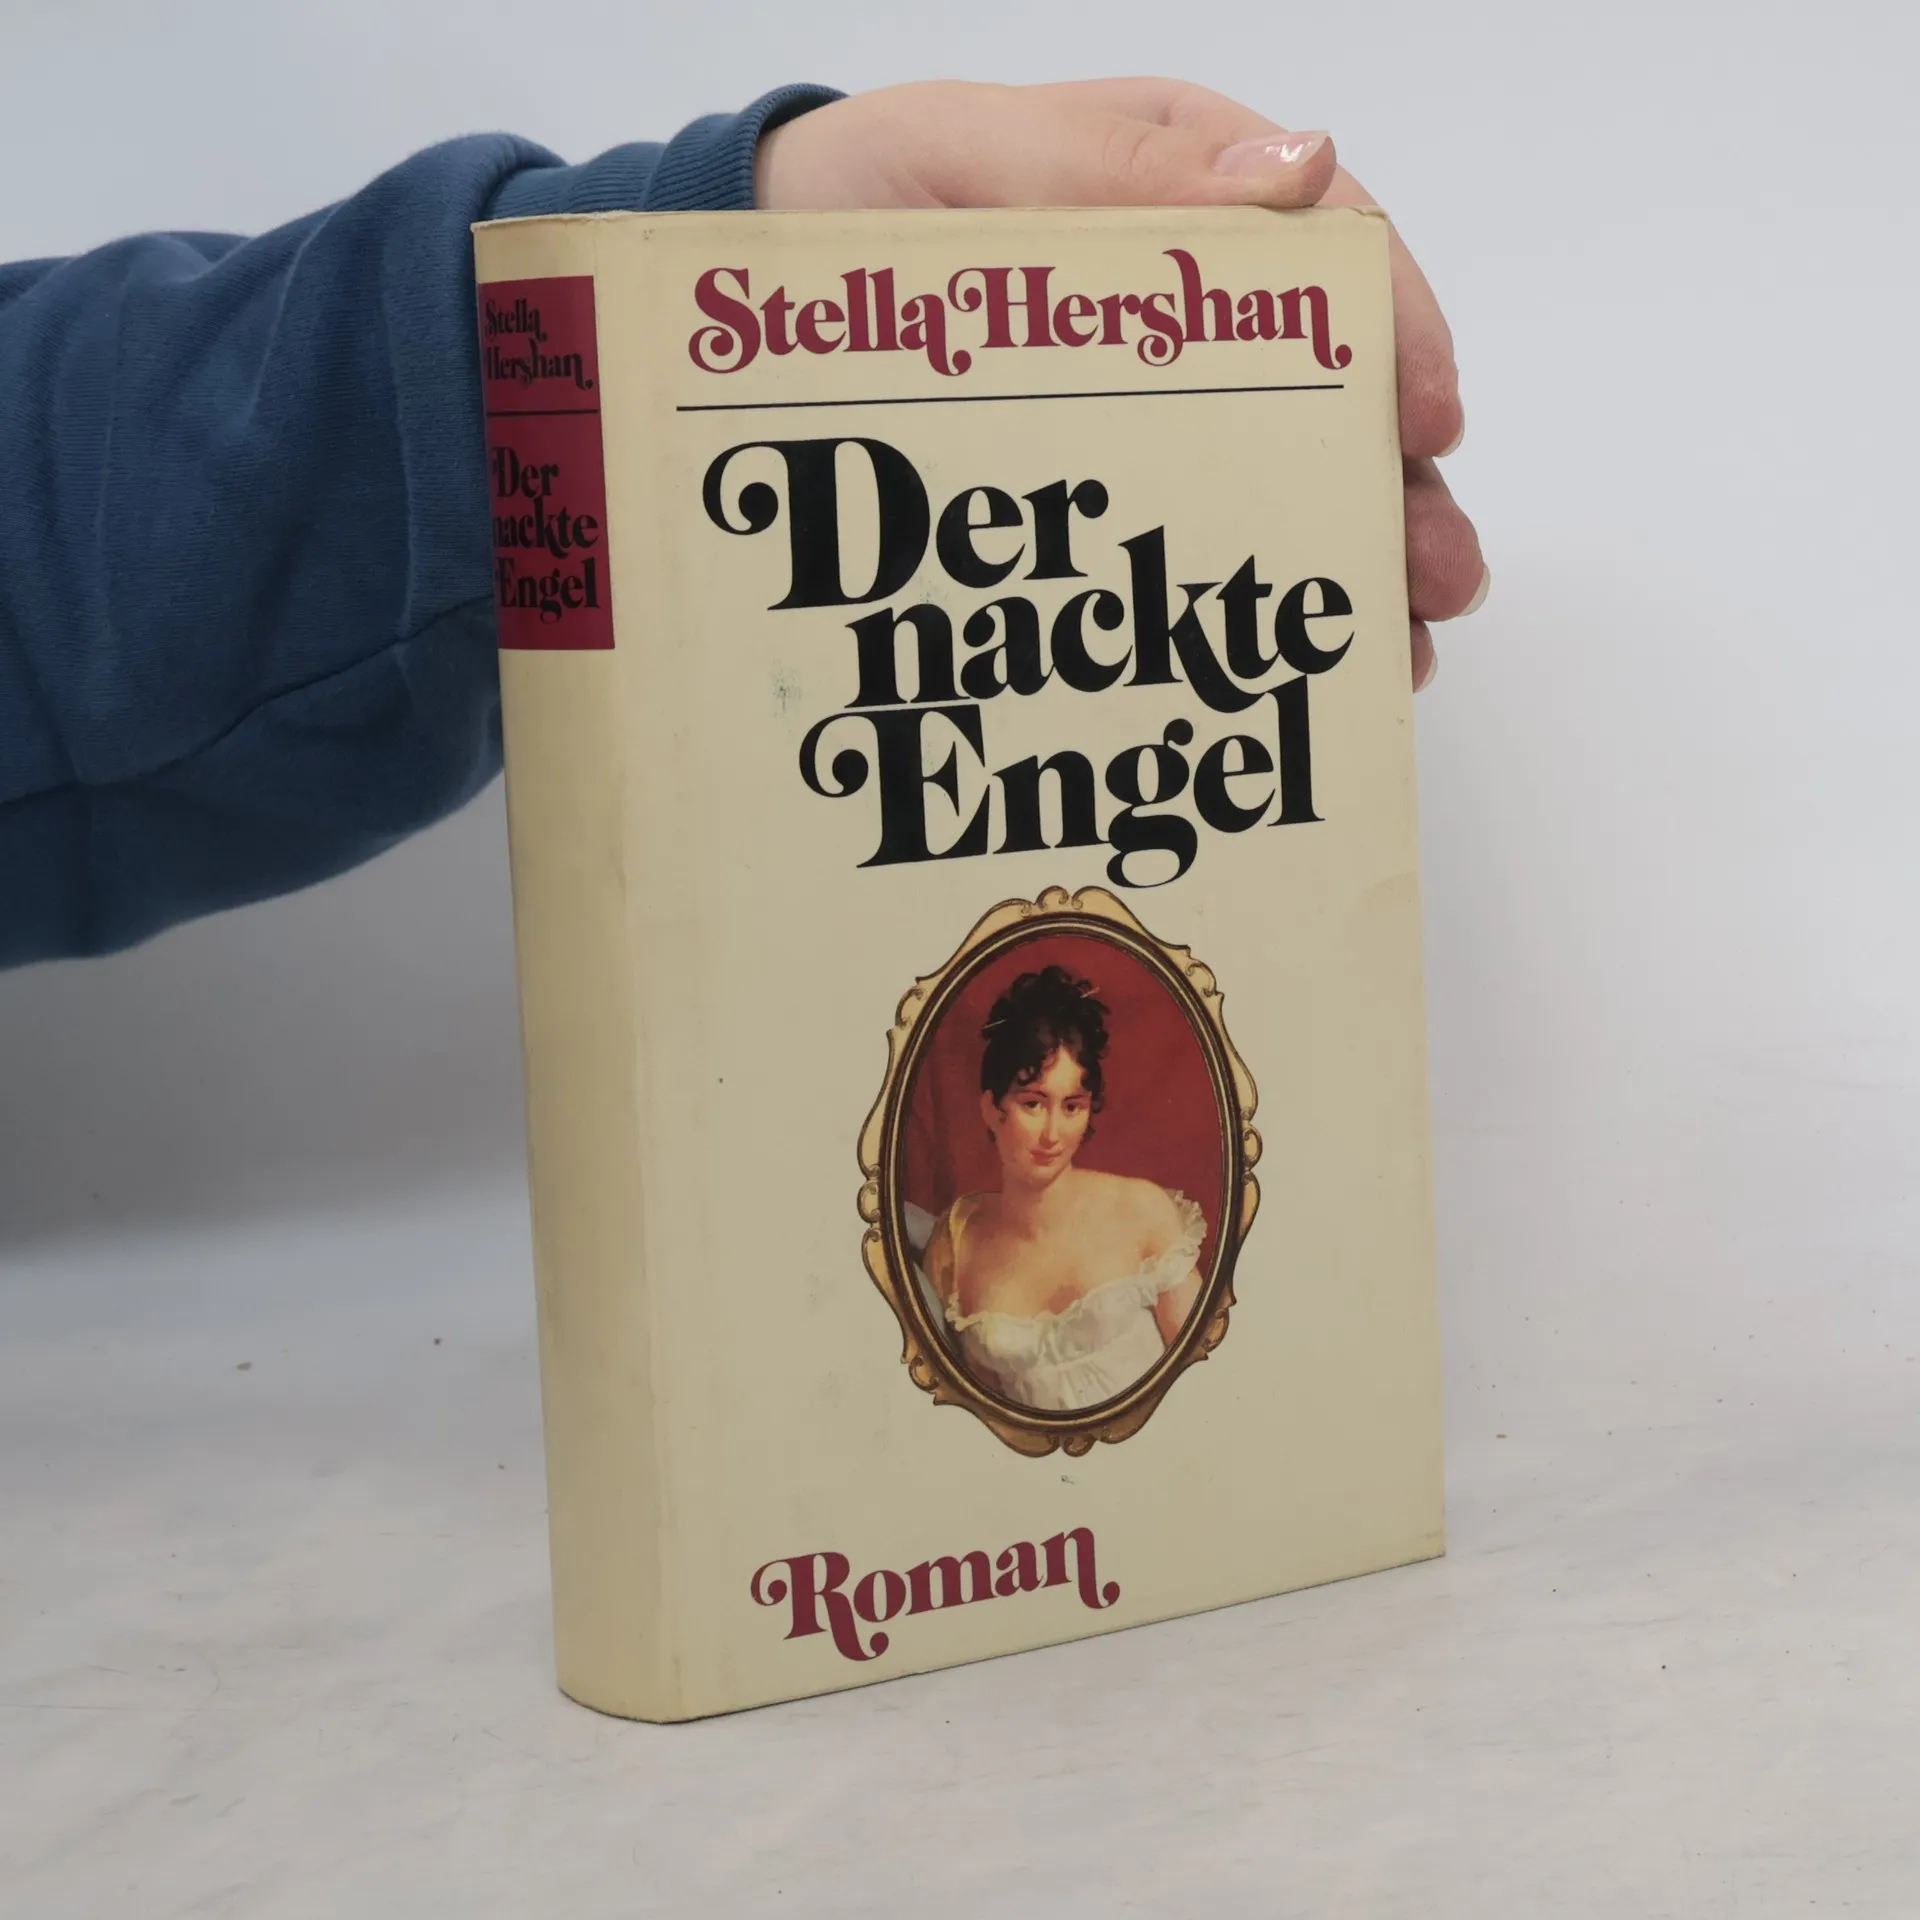 Stella
Hershan
Der
nackte
Engel
Stella Hershan
Der
nackte
Engel
Roman